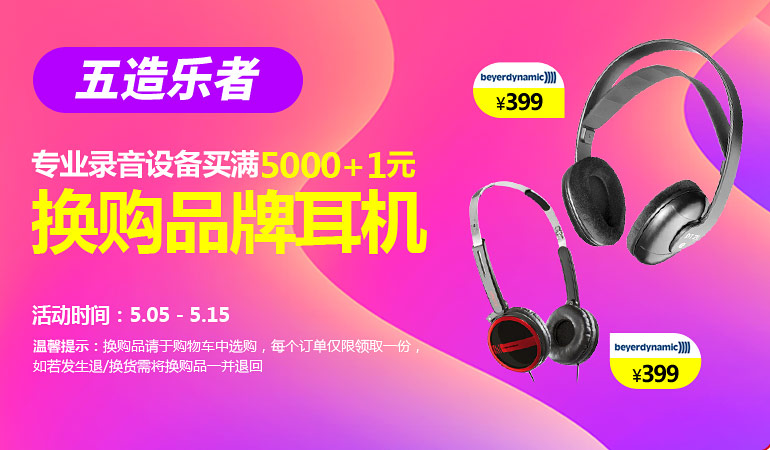 五造乐者
专业录音设备买满5000+1元
换购品牌耳机
活动时间：5.05 - 5.15
温馨提示：换购品请于购物车中选购，每个订单仅限领取一份，
如若发生退/换货需将换购品一并退回
beyerdynamic))))
¥399
beyerdynamic))))
¥399